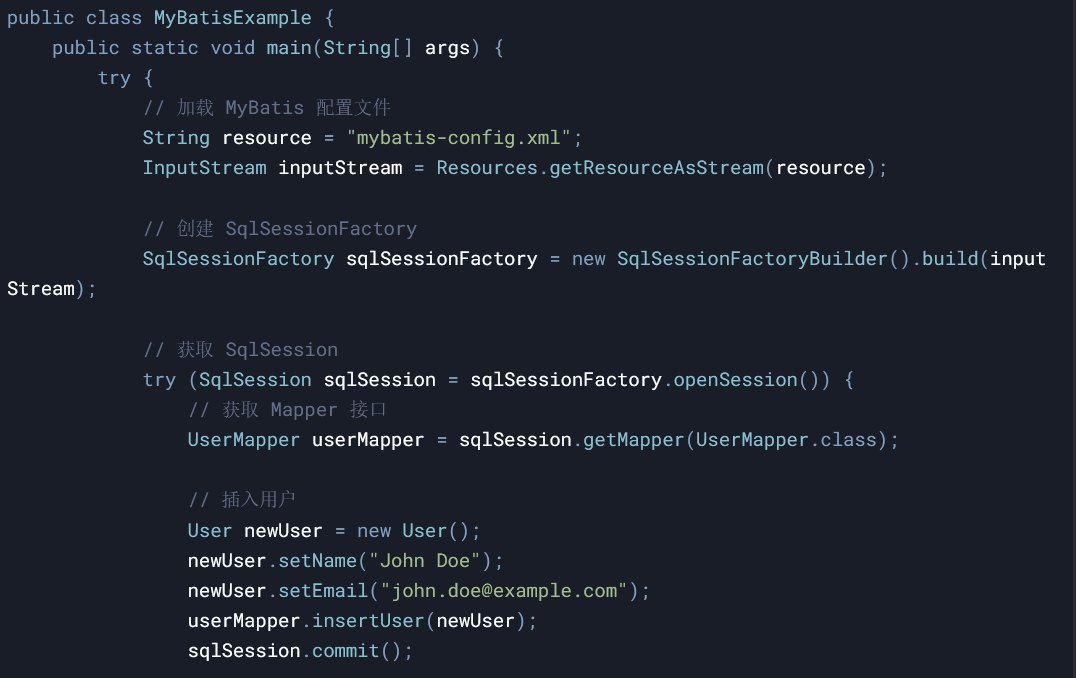 public class MyBatisExample {
    public static void main(String[] args) {
        try {
            // 加载 MyBatis 配置文件
            String resource = "mybatis-config.xml";
            InputStream inputStream = Resources.getResourceAsStream(resource);

            // 创建 SqlSessionFactory
            SqlSessionFactory sqlSessionFactory = new SqlSessionFactoryBuilder().build(input
Stream);

            // 获取 SqlSession
            try (SqlSession sqlSession = sqlSessionFactory.openSession()) {
                // 获取 Mapper 接口
                UserMapper userMapper = sqlSession.getMapper(UserMapper.class);

                // 插入用户
                User newUser = new User();
                newUser.setName("John Doe");
                newUser.setEmail("john.doe@example.com");
                userMapper.insertUser(newUser);
                sqlSession.commit();